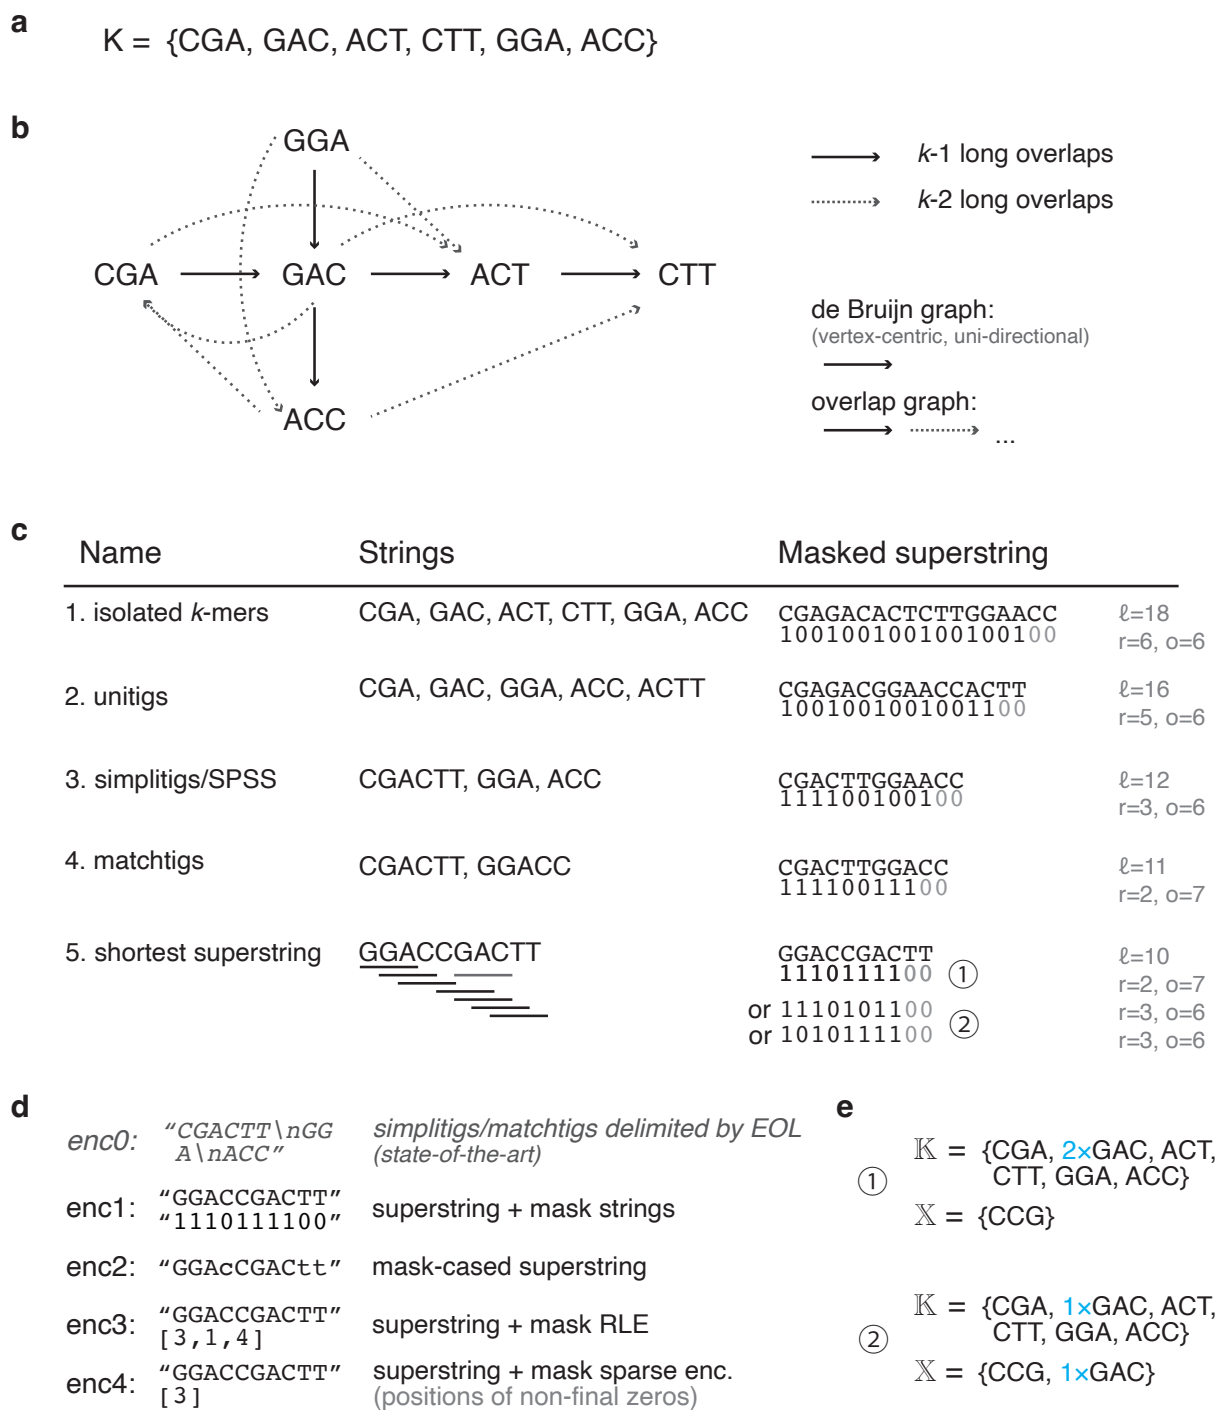 a
K = {CGA, GAC, ACT, CTT, GGA, ACC}
b
GGA
CGA GAC ACT CTT
ACC
k-1 long overlaps
k-2 long overlaps
de Bruijn graph:
(vertex-centric, uni-directional)
overlap graph:
...
c
Name Strings Masked superstring
1. isolated k-mers CGA, GAC, ACT, CTT, GGA, ACC CGAGACACTCTTGGAACC ℓ=18
100100100100100100 r=6, o=6
2. unitigs CGA, GAC, GGA, ACC, ACTT CGAGACGGAACCACTT ℓ=16
1001001001001100 r=5, o=6
3. simplitigs/SPSS CGACTT, GGA, ACC CGACTTGGAACC ℓ=12
111100100100 r=3, o=6
4. matchtigs CGACTT, GGACC CGACTTGGACC ℓ=11
11110011100 r=2, o=7
5. shortest superstring GGACCGACTT GGACCGACTT ℓ=10
1110111100 ① r=2, o=7
or 1110101100 r=3, o=6
②
or 1010111100 r=3, o=6
d
enc0: "CGACTT\nGG simplitigs/matchtigs delimited by EOL
A\nACC" (state-of-the-art)
enc1: "GGACCGACTT" superstring + mask strings
"1110111100"
enc2: "GGAcCGACtt" mask-cased superstring
enc3: "GGACCGACTT" superstring + mask RLE
[3,1,4]
enc4: "GGACCGACTT" superstring + mask sparse enc.
[3] (positions of non-final zeros)
e
① 𝕂 = {CGA, 2×GAC, ACT,
CTT, GGA, ACC}
𝕏 = {CCG}
② 𝕂 = {CGA, 1×GAC, ACT,
CTT, GGA, ACC}
𝕏 = {CCG, 1×GAC}